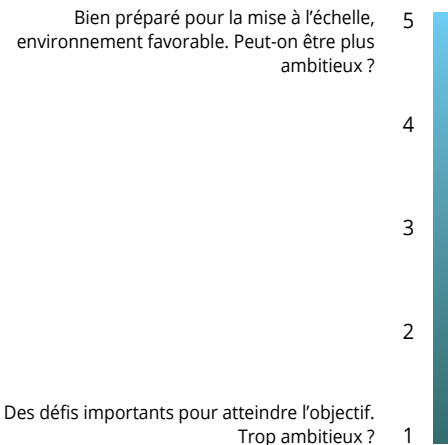 Bien préparé pour la mise à l’échelle, 5
environnement favorable. Peut-on être plus
ambitieux ?
4
3
2
Des défis importants pour atteindre l’objectif.
Trop ambitieux ? 1